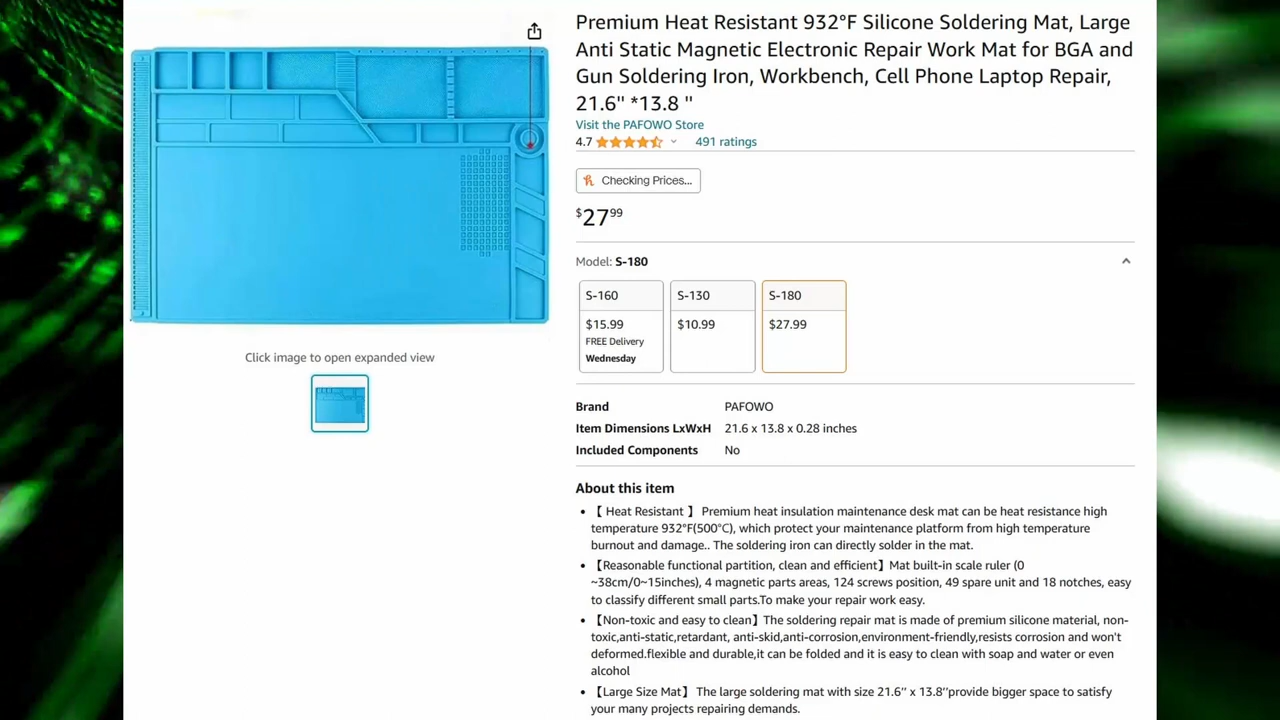 Premium Heat Resistant 932°F Silicone Soldering Mat, Large
Anti Static Magnetic Electronic Repair Work Mat for BGA and
Gun Soldering Iron, Workbench, Cell Phone Laptop Repair,
21.6'' *13.8 ''
Visit the PAFOWO Store
4.7 491 ratings
Checking Prices...
$27 99
Model: S-180
S-160 S-130 S-180
$15.99 $10.99 $27.99
FREE Delivery
Wednesday
Click image to open expanded view
Brand PAFOWO
Item Dimensions LxWxH 21.6 x 13.8 x 0.28 inches
Included Components No
About this item
• 【 Heat Resistant 】 Premium heat insulation maintenance desk mat can be heat resistance high
temperature 932°F(500℃), which protect your maintenance platform from high temperature
burnout and damage.. The soldering iron can directly solder in the mat.
• 【Reasonable functional partition, clean and efficient】Mat built-in scale ruler (0
~38cm/0~15inches), 4 magnetic parts areas, 124 screws position, 49 spare unit and 18 notches, easy
to classify different small parts.To make your repair work easy.
• 【Non-toxic and easy to clean】The soldering repair mat is made of premium silicone material, non-
toxic,anti-static,retardant, anti-skid,anti-corrosion,environment-friendly,resists corrosion and won't
deformed.flexible and durable,it can be folded and it is easy to clean with soap and water or even
alcohol
• 【Large Size Mat】 The large soldering mat with size 21.6’’ x 13.8’’provide bigger space to satisfy
your many projects repairing demands.